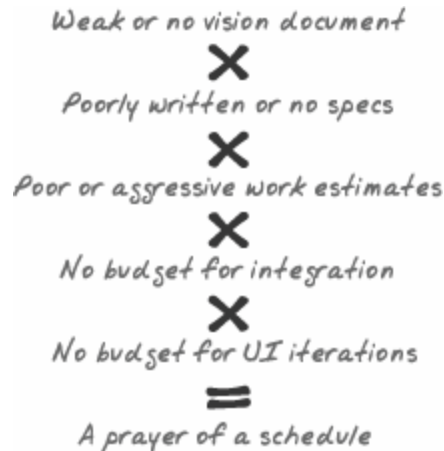 Weak or no vision document
×
Poorly written or no specs
×
Poor or aggressive work estimates
×
No budget for integration
×
No budget for UI iterations
=
A prayer of a schedule